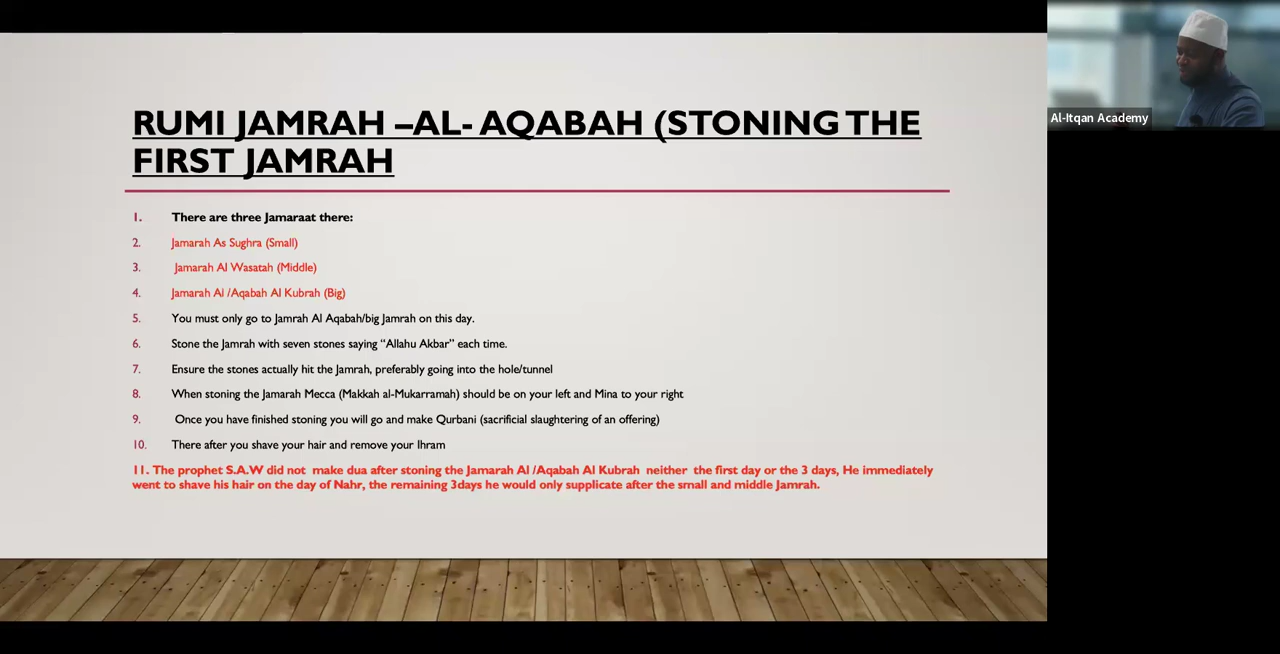 RUMI JAMRAH –AL- AQABAH (STONING THE
FIRST JAMRAH
1. There are three Jamaraat there:
2. Jamarah As Sughra (Small)
3. Jamarah Al Wasatah (Middle)
4. Jamarah Al /Aqabah Al Kubrah (Big)
5. You must only go to Jamrah Al Aqabah/big Jamrah on this day.
6. Stone the Jamrah with seven stones saying “Allahu Akbar” each time.
7. Ensure the stones actually hit the Jamrah, preferably going into the hole/tunnel
8. When stoning the Jamarah Mecca (Makkah al-Mukarramah) should be on your left and Mina to your right
9. Once you have finished stoning you will go and make Qurbani (sacrificial slaughtering of an offering)
10. There after you shave your hair and remove your Ihram
11. The prophet S.A.W did not make dua after stoning the Jamarah Al /Aqabah Al Kubrah neither the first day or the 3 days, He immediately
went to shave his hair on the day of Nahr, the remaining 3days he would only supplicate after the small and middle Jamrah.
Al-Itqan Academy